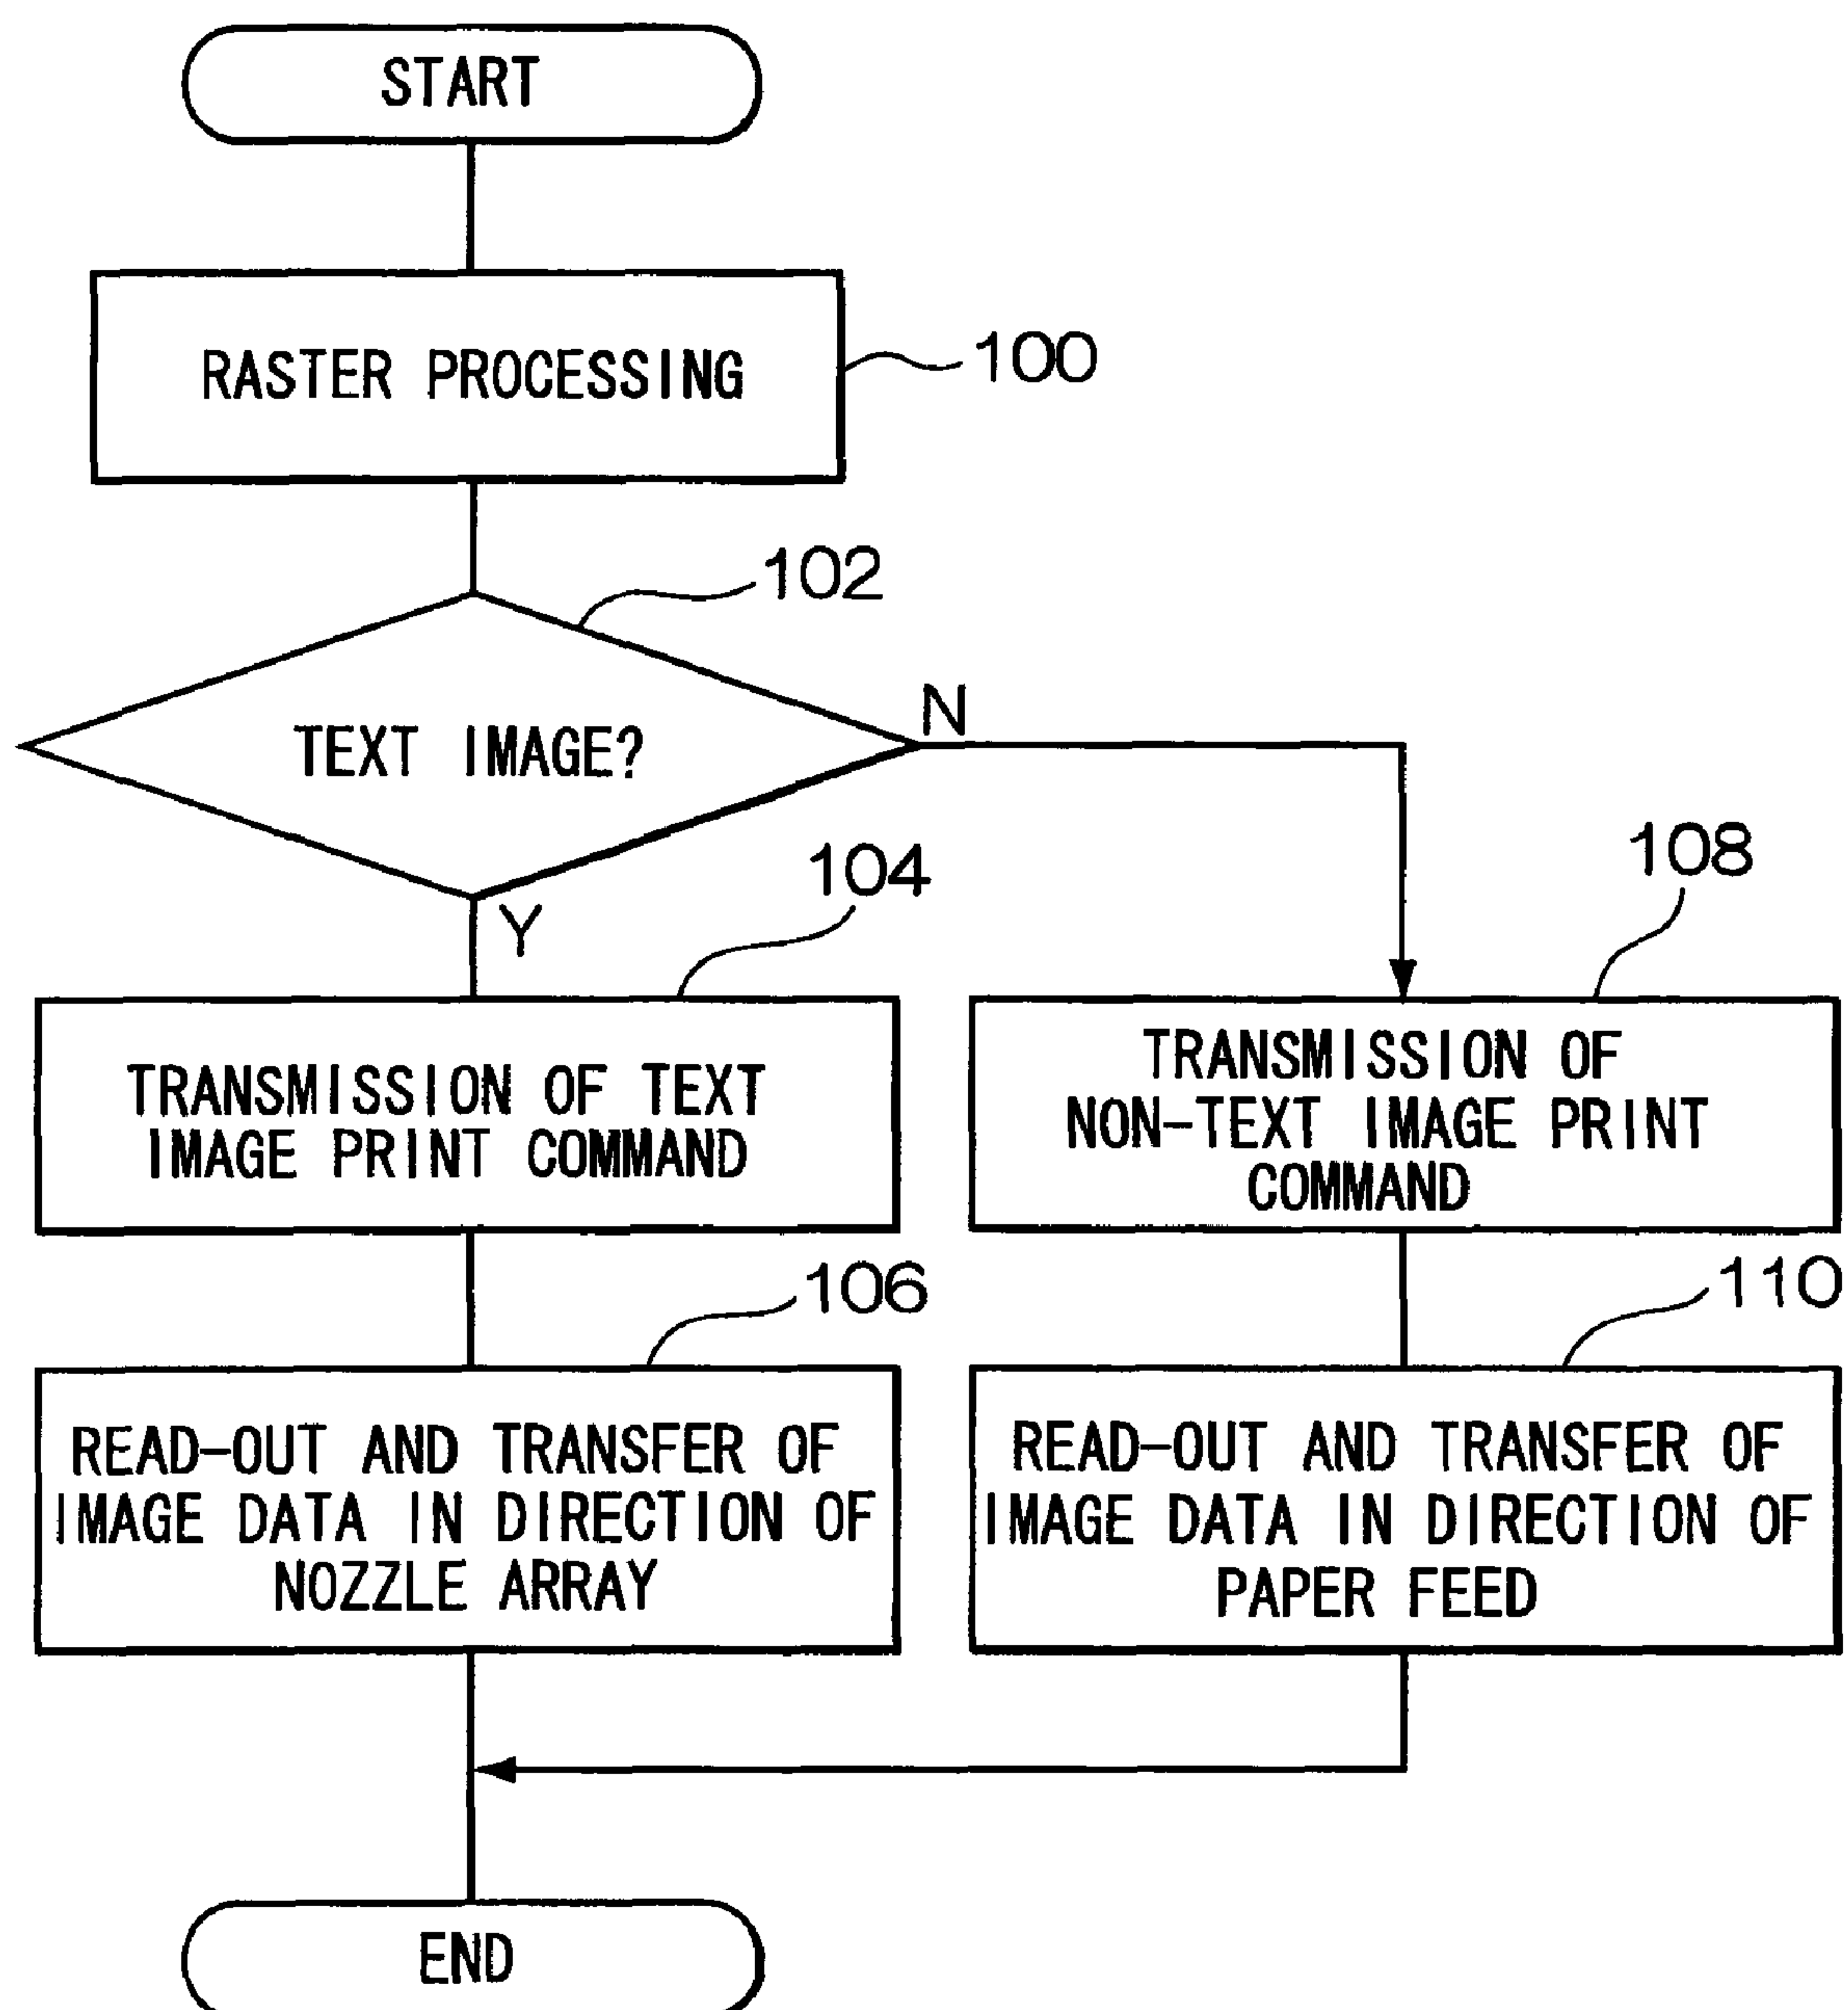 START
RASTER PROCESSING
100
102
TEXT IMAGE?
N
Y
104
TRANSMISSION OF TEXT
IMAGE PRINT COMMAND
108
TRANSMISSION OF
NON-TEXT IMAGE PRINT
COMMAND
106
READ-OUT AND TRANSFER OF
IMAGE DATA IN DIRECTION OF
NOZZLE ARRAY
110
READ-OUT AND TRANSFER OF
IMAGE DATA IN DIRECTION OF
PAPER FEED
END